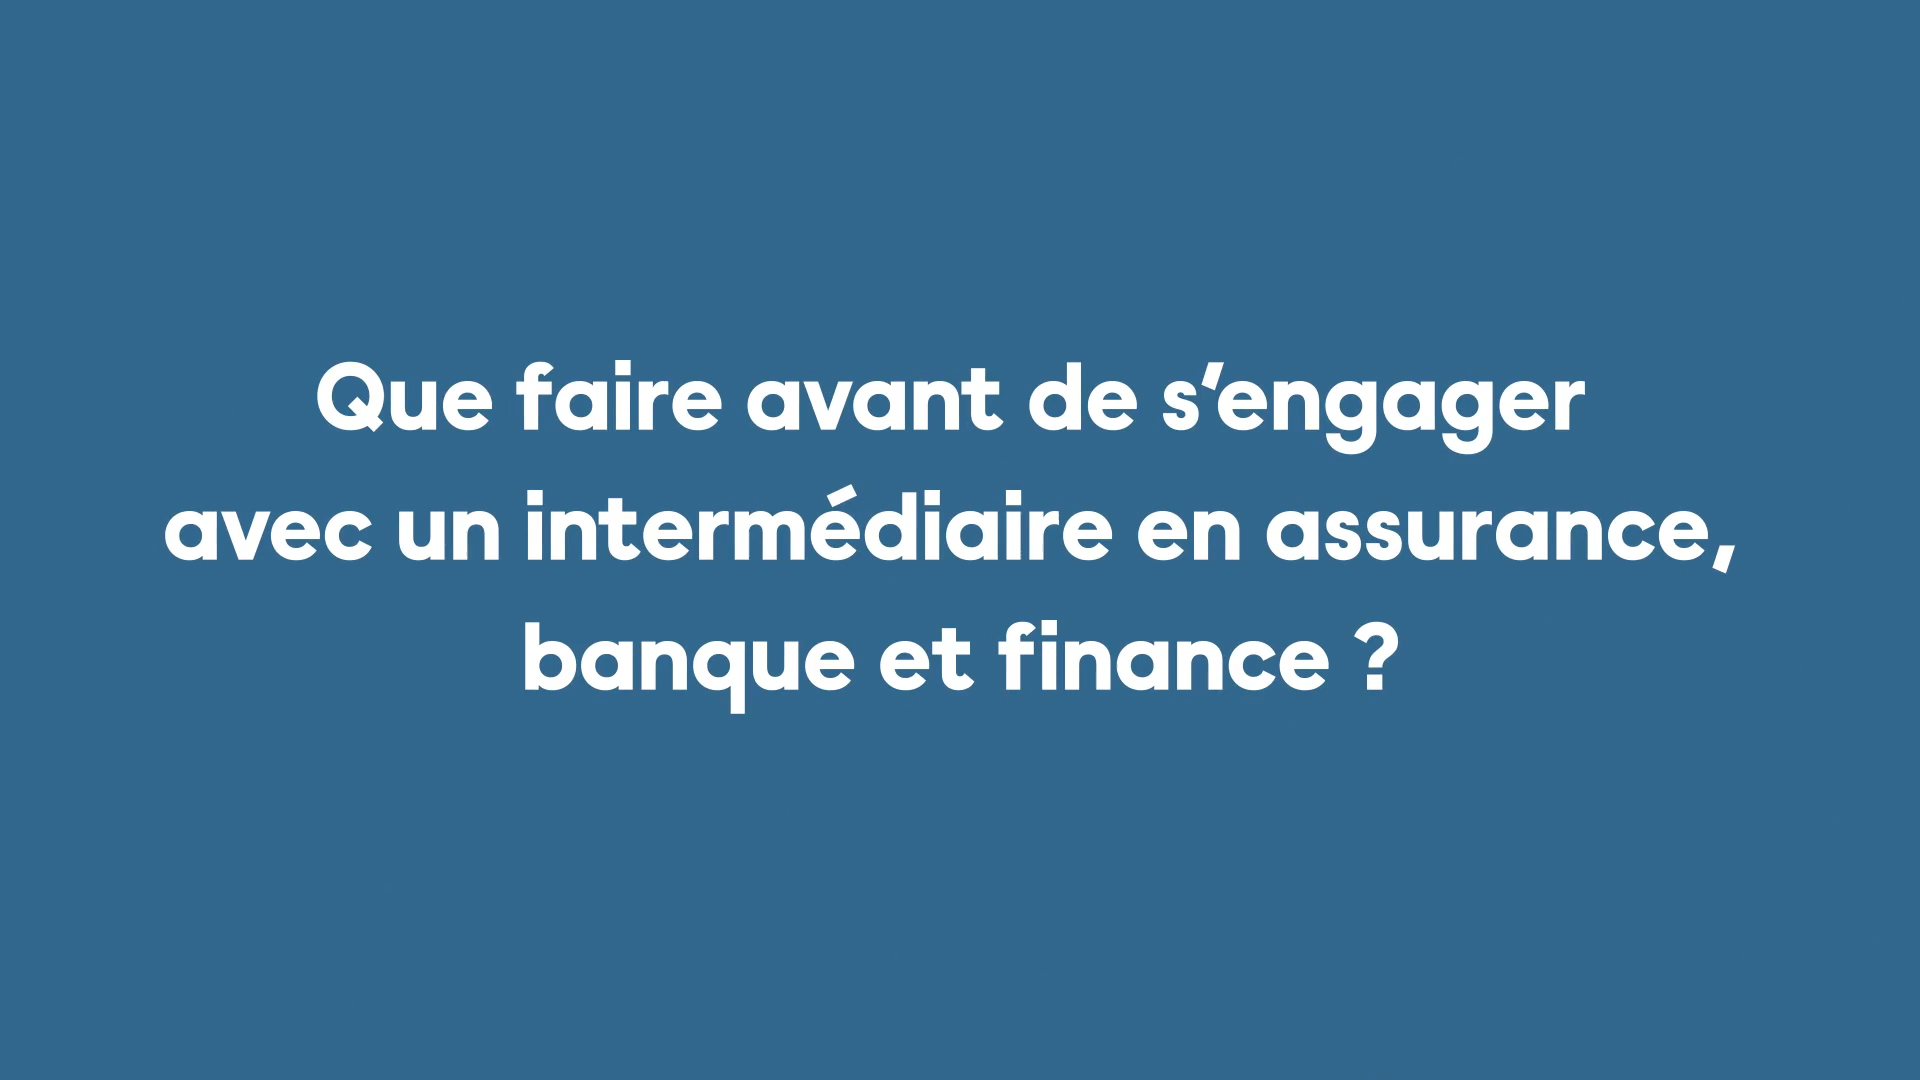 Que faire avant de s’engager
avec un intermédiaire en assurance,
banque et finance ?